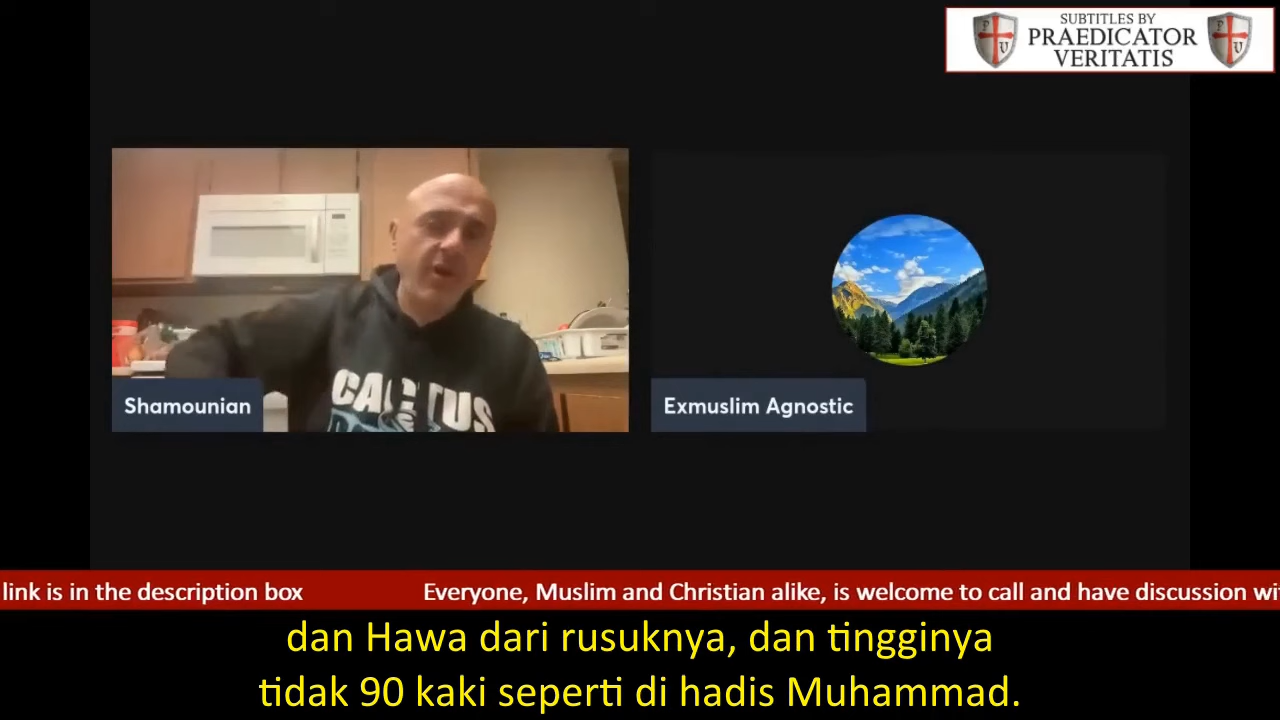 SUBTITLES BY
PRAEDICATOR
VERITATIS
Shamounian
Exmuslim Agnostic
link is in the description box Everyone, Muslim and Christian alike, is welcome to call and have discussion wi
dan Hawa dari rusuknya, dan tingginya
tidak 90 kaki seperti di hadis Muhammad.